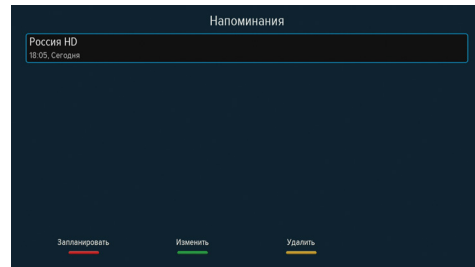 Напоминания
Россия HD
18:05, Сегодня
Запланировать Изменить Удалить